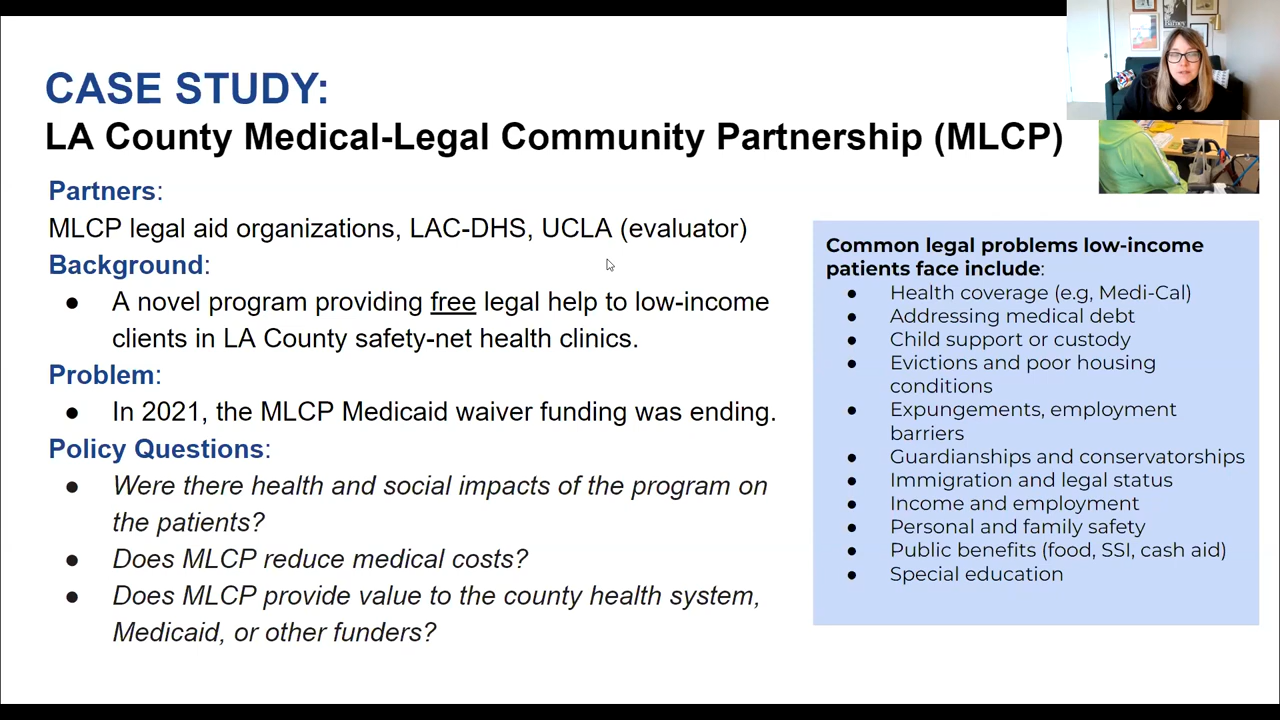 CASE STUDY:
LA County Medical-Legal Community Partnership (MLCP)
Partners:
MLCP legal aid organizations, LAC-DHS, UCLA (evaluator)
Background:
● A novel program providing free legal help to low-income
clients in LA County safety-net health clinics.
Problem:
● In 2021, the MLCP Medicaid waiver funding was ending.
Policy Questions:
● Were there health and social impacts of the program on
the patients?
● Does MLCP reduce medical costs?
● Does MLCP provide value to the county health system,
Medicaid, or other funders?
Common legal problems low-income
patients face include:
● Health coverage (e.g, Medi-Cal)
● Addressing medical debt
● Child support or custody
● Evictions and poor housing
conditions
● Expungements, employment
barriers
● Guardianships and conservatorships
● Immigration and legal status
● Income and employment
● Personal and family safety
● Public benefits (food, SSI, cash aid)
● Special education